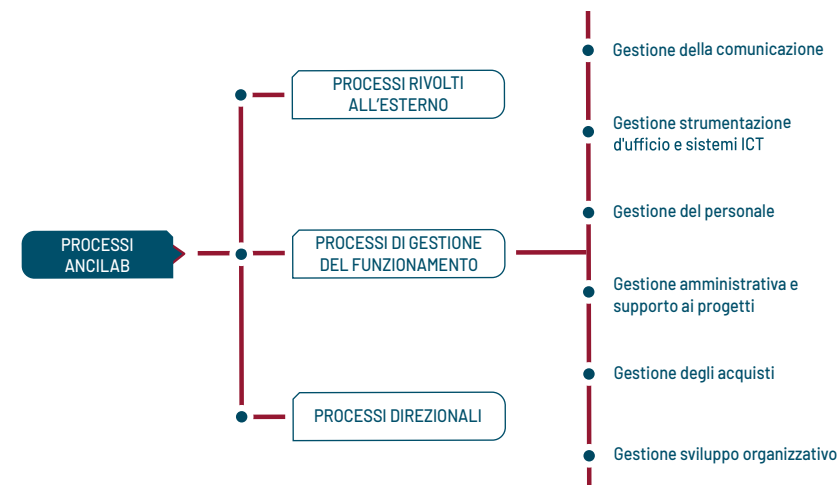 PROCESSI
ANCILAB
PROCESSI RIVOLTI
ALL'ESTERNO
PROCESSI DI GESTIONE
DEL FUNZIONAMENTO
PROCESSI DIREZIONALI
Gestione della comunicazione
Gestione strumentazione
d'ufficio e sistemi ICT
Gestione del personale
Gestione amministrativa e
supporto ai progetti
Gestione degli acquisti
Gestione sviluppo organizzativo